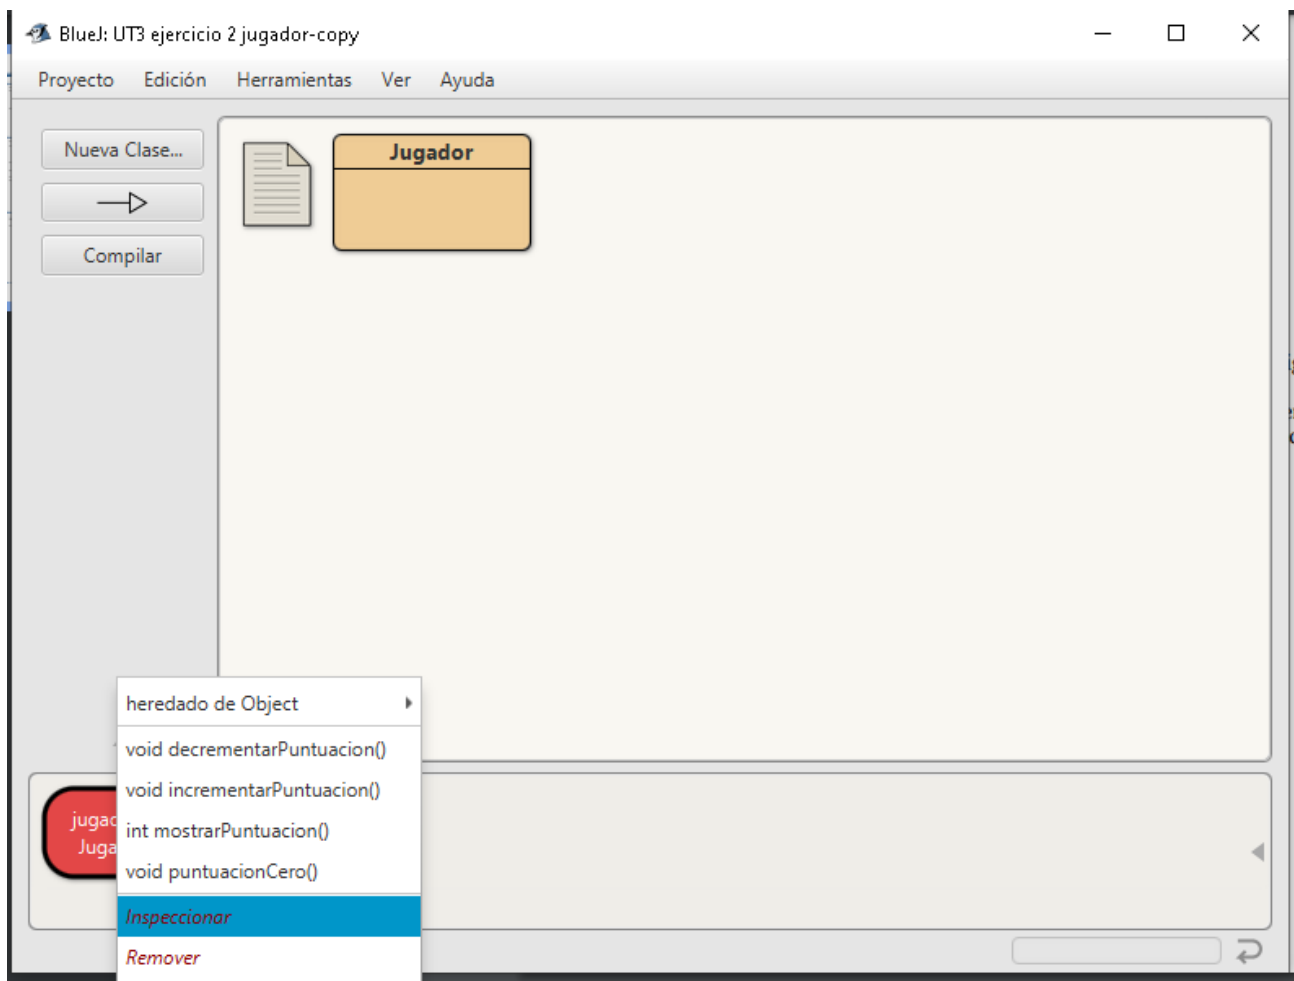 BlueJ: UT3 ejercicio 2 jugador-copy
Proyecto Edición Herramientas Ver Ayuda
Nueva Clase...
Jugador
Compilar
heredado de Object
void decrementarPuntuacion()
void incrementarPuntuacion()
int mostrarPuntuacion()
void puntuacionCero()
Inspeccionar
Remover